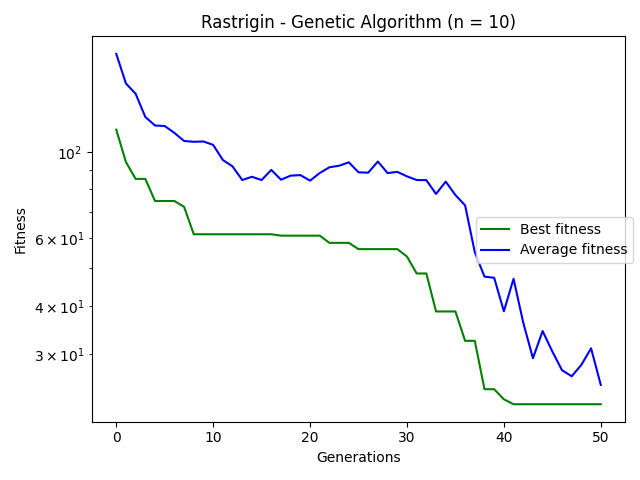 Rastrigin - Genetic Algorithm (n = 10)
Fitness
10²
6 × 10¹
4 × 10¹
3 × 10¹
Best fitness
Average fitness
0 10 20 30 40 50
Generations